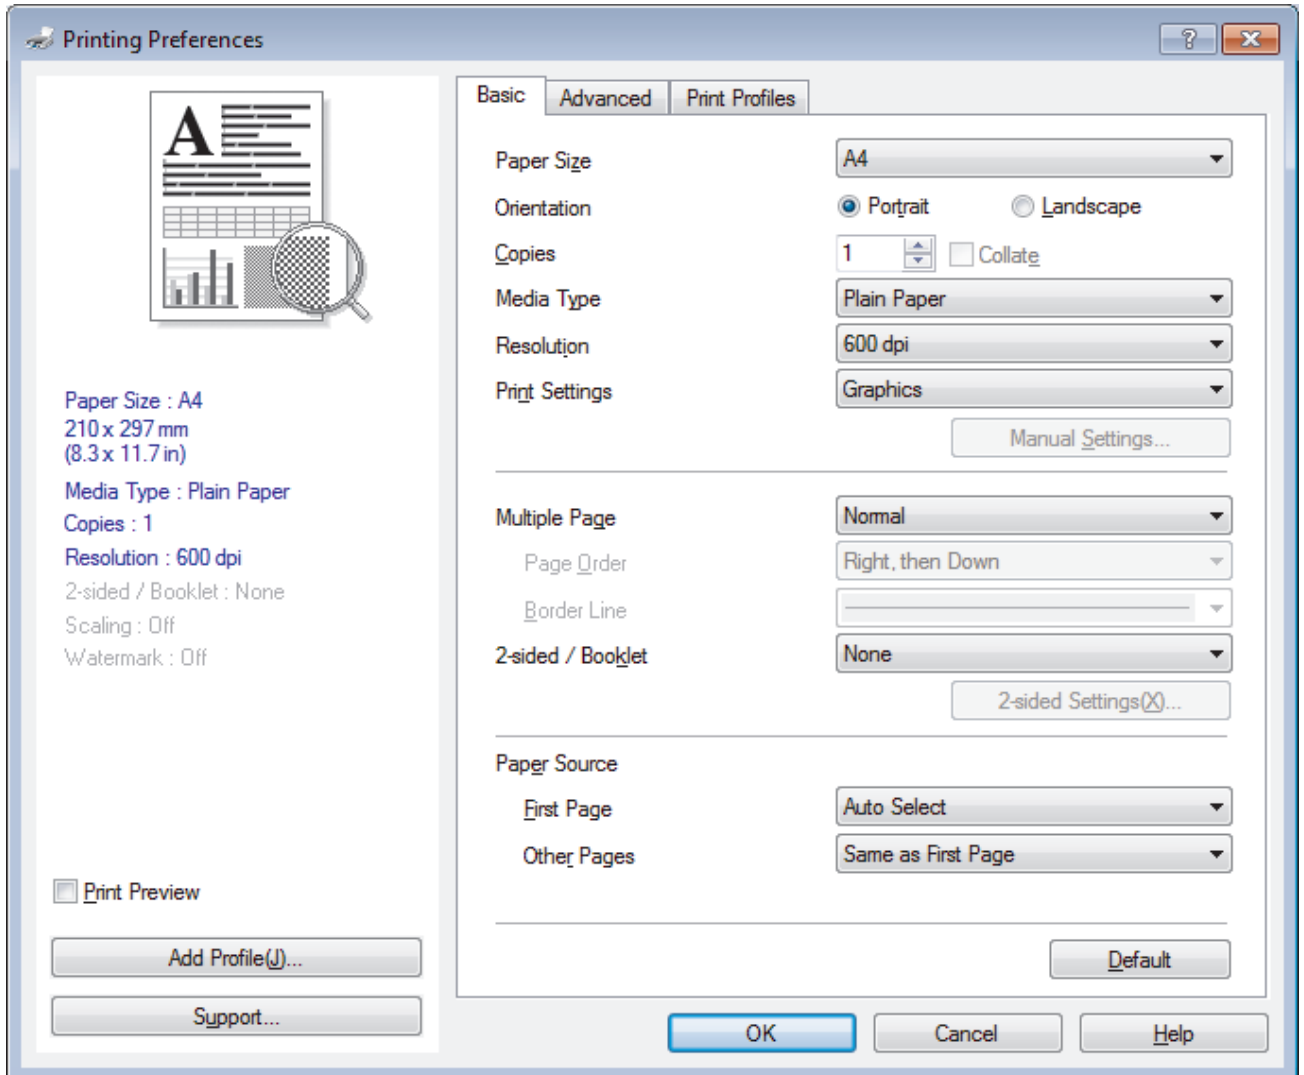 Printing Preferences
Basic
Advanced
Print Profiles
A
Paper Size : A4
210 x 297 mm
(8.3 x 11.7 in)
Media Type : Plain Paper
Copies : 1
Resolution : 600 dpi
2-sided / Booklet : None
Scaling : Off
Watermark : Off
Print Preview
Add Profile(J)...
Support...
Paper Size A4
Orientation Portrait Landscape
Copies 1 Collate
Media Type Plain Paper
Resolution 600 dpi
Print Settings Graphics
Manual Settings...
Multiple Page Normal
Page Order Right, then Down
Border Line
2-sided / Booklet None
2-sided Settings(X)...
Paper Source
First Page Auto Select
Other Pages Same as First Page
Default
OK Cancel Help